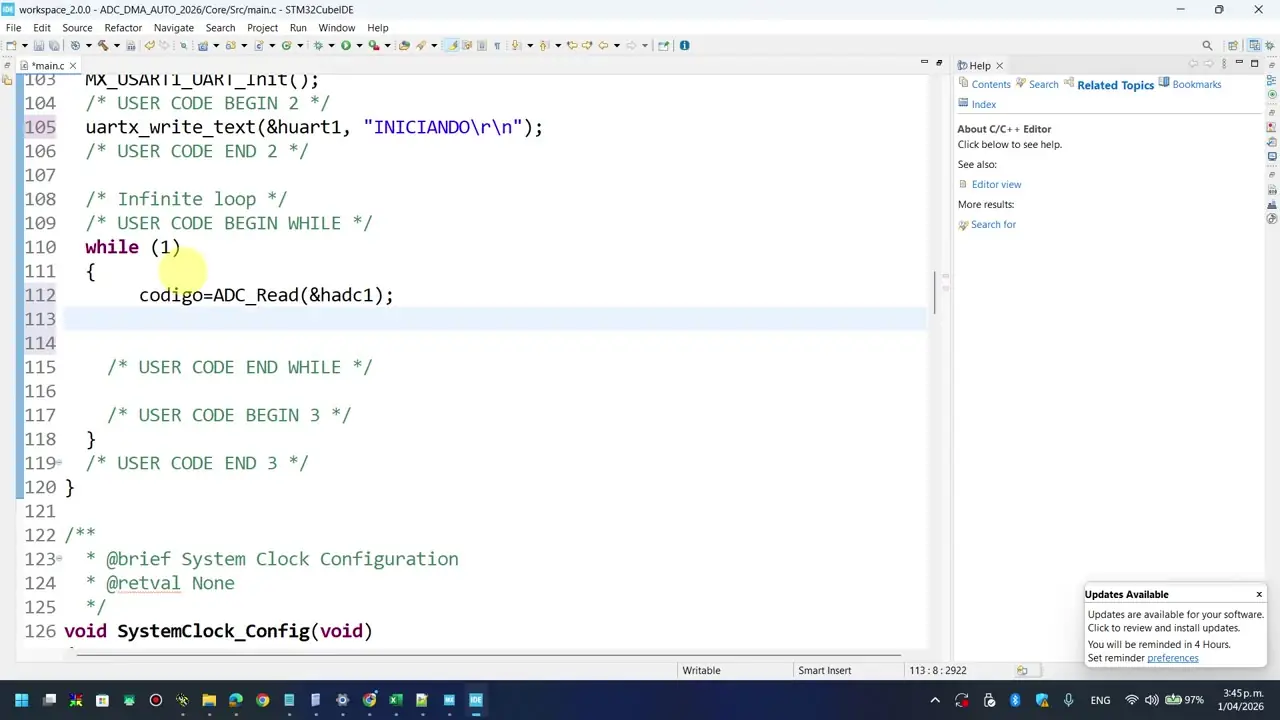 workspace_2.0.0 - ADC_DMA_AUTO_2026/Core/Src/main.c - STM32CubeIDE
File Edit Source Refactor Navigate Search Project Run Window Help
*main.c
103 MX_USART1_UART_Init();
104 /* USER CODE BEGIN 2 */
105 uartx_write_text(&huart1, "INICIANDO\r\n");
106 /* USER CODE END 2 */
107
108 /* Infinite loop */
109 /* USER CODE BEGIN WHILE */
110 while (1)
111 {
112 codigo=ADC_Read(&hadc1);
113
114
115 /* USER CODE END WHILE */
116
117 /* USER CODE BEGIN 3 */
118 }
119 /* USER CODE END 3 */
120 }
121
122 /**
123 * @brief System Clock Configuration
124 * @retval None
125 */
126 void SystemClock_Config(void)
Help
Contents Search Related Topics Bookmarks
Index
About C/C++ Editor
Click below to see help.
See also:
Editor view
More results:
Search for
Updates Available x
Updates are available for your software.
Click to review and install updates.
You will be reminded in 4 Hours.
Set reminder preferences
Writable Smart Insert 113 : 8 : 2922
IDE ENG 97% 3:45 p.m.
1/04/2026